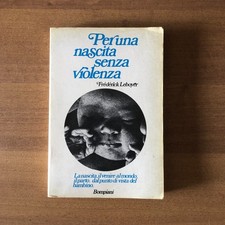 Per una
nascita
senza
violenza
Frédérick Leboyer
La nascita, il venire al mondo,
il parto dal punto di vista del
bambino.
Bompiani